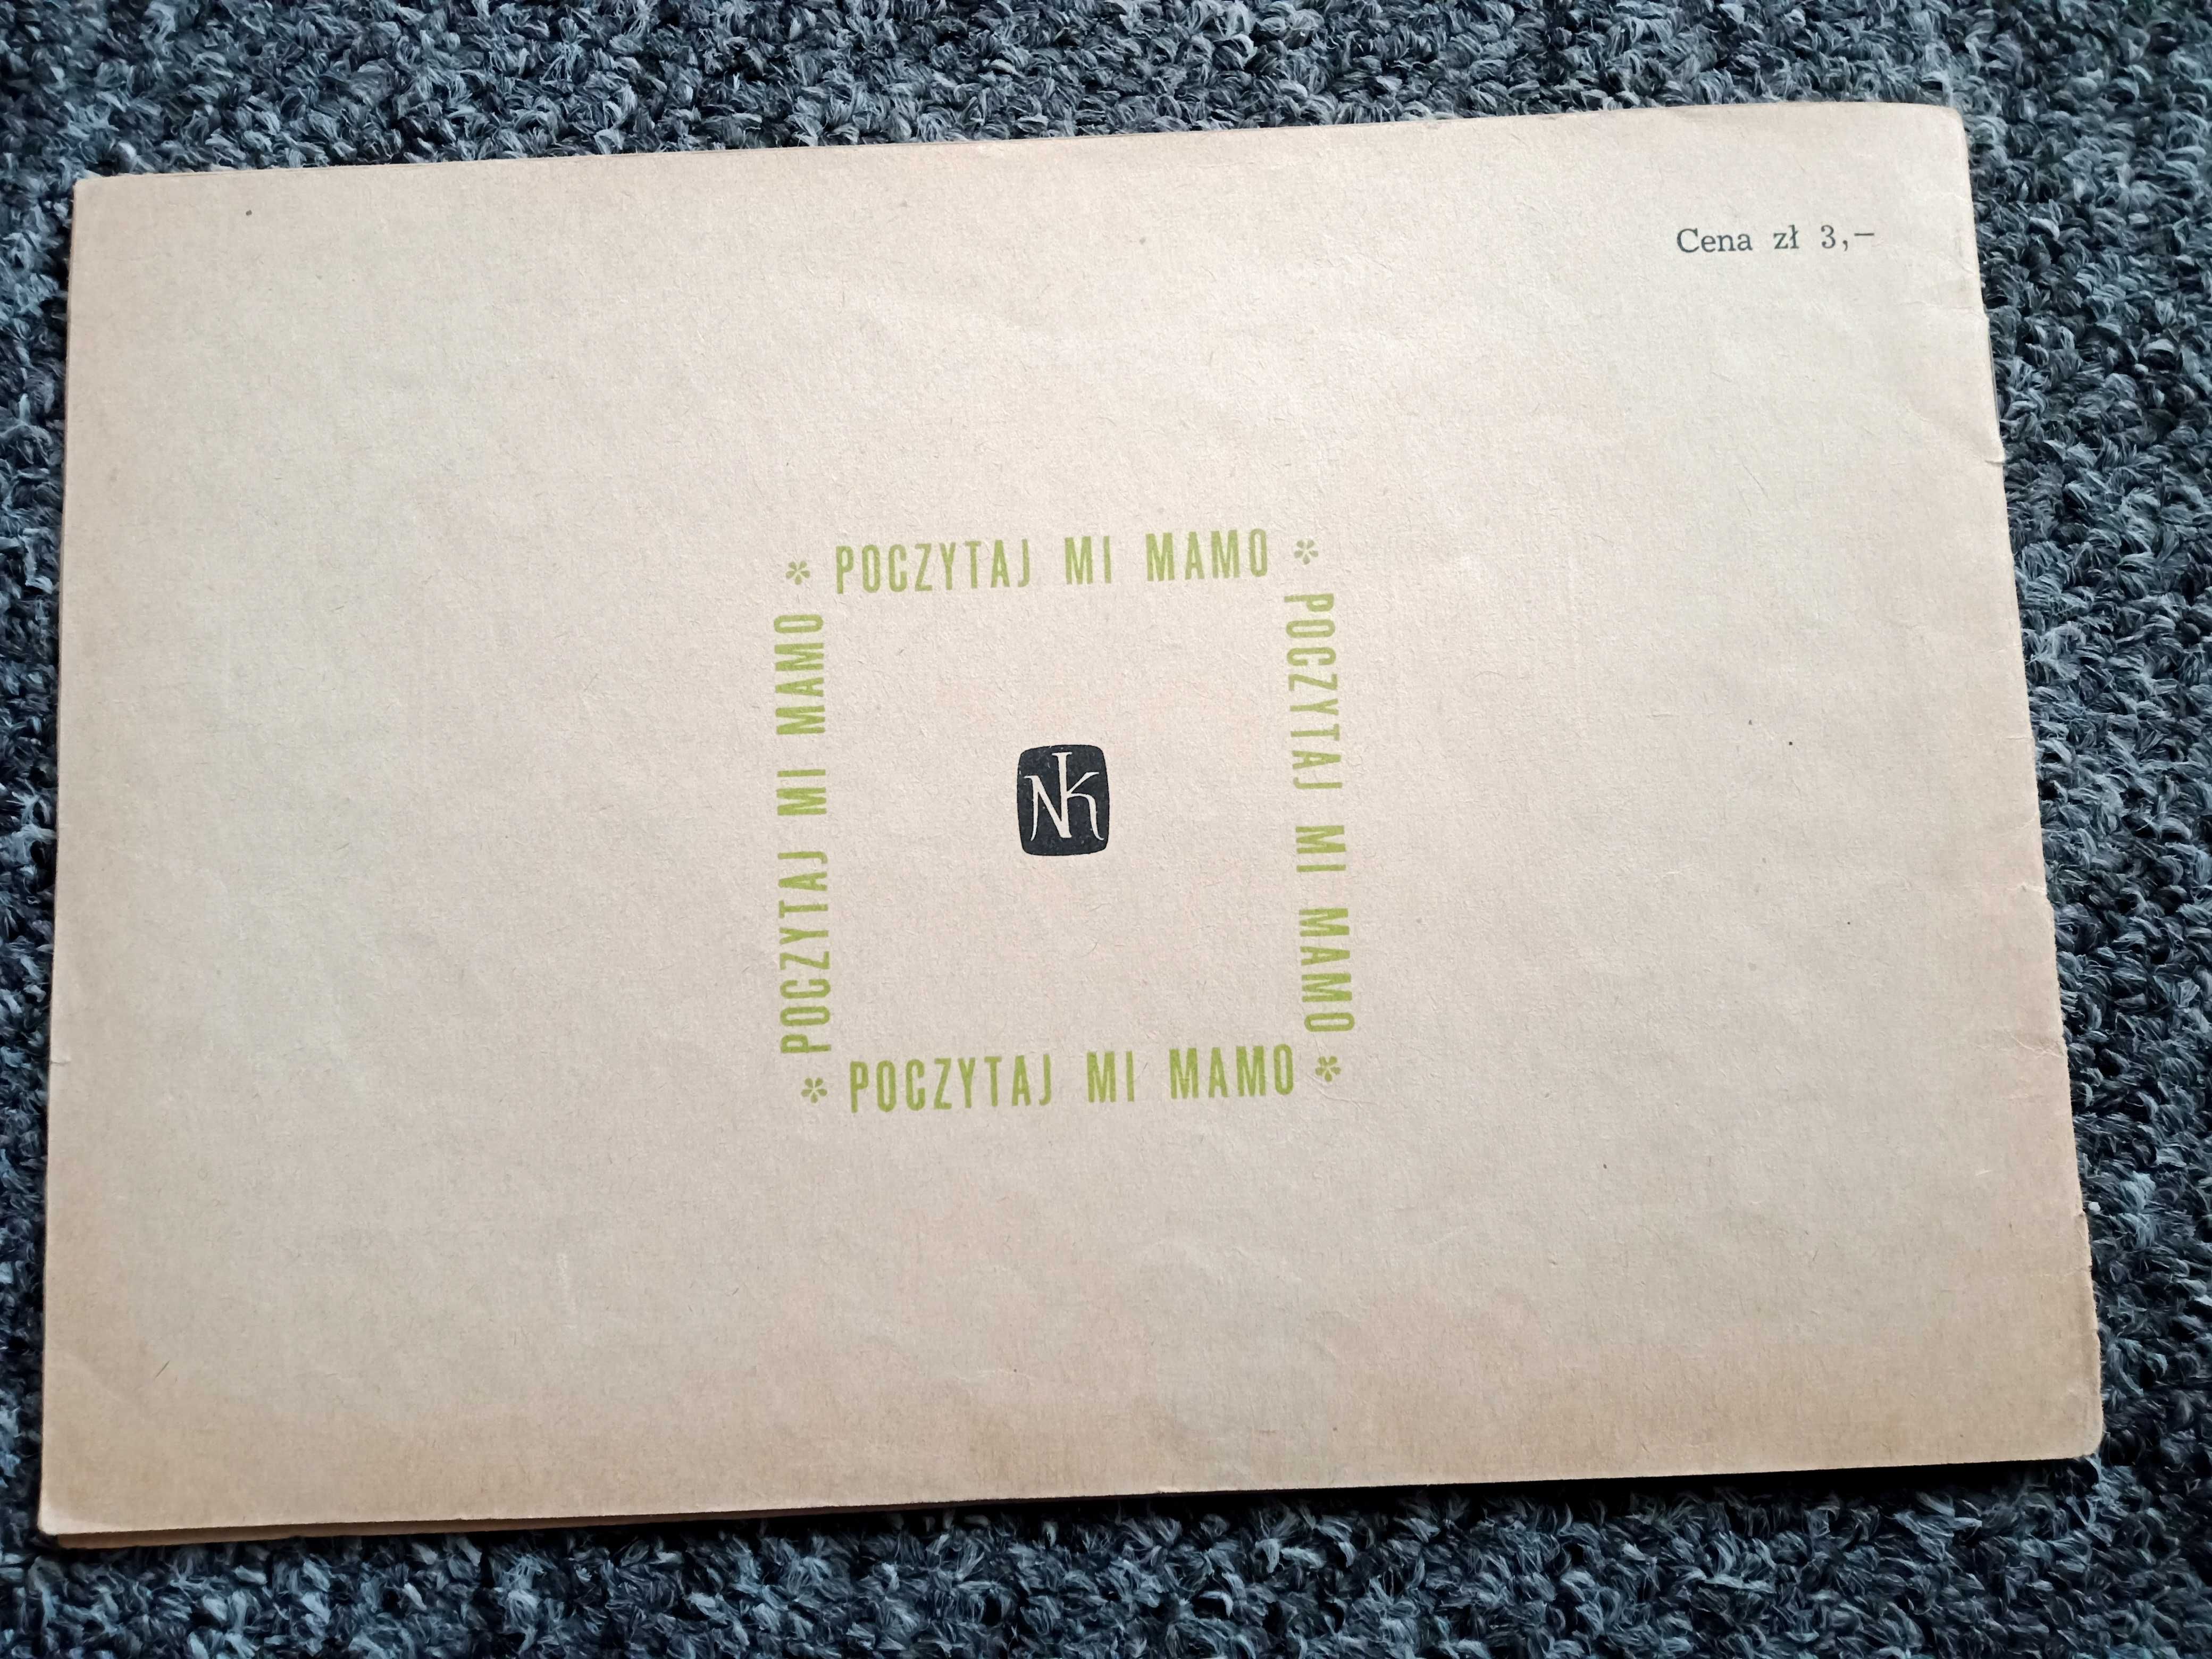 Cena zł 3,—
* POCZYTAJ MI MAMO *
POCZYTAJ MI MAMO
POCZYTAJ MI MAMO
NK
* POCZYTAJ MI MAMO *